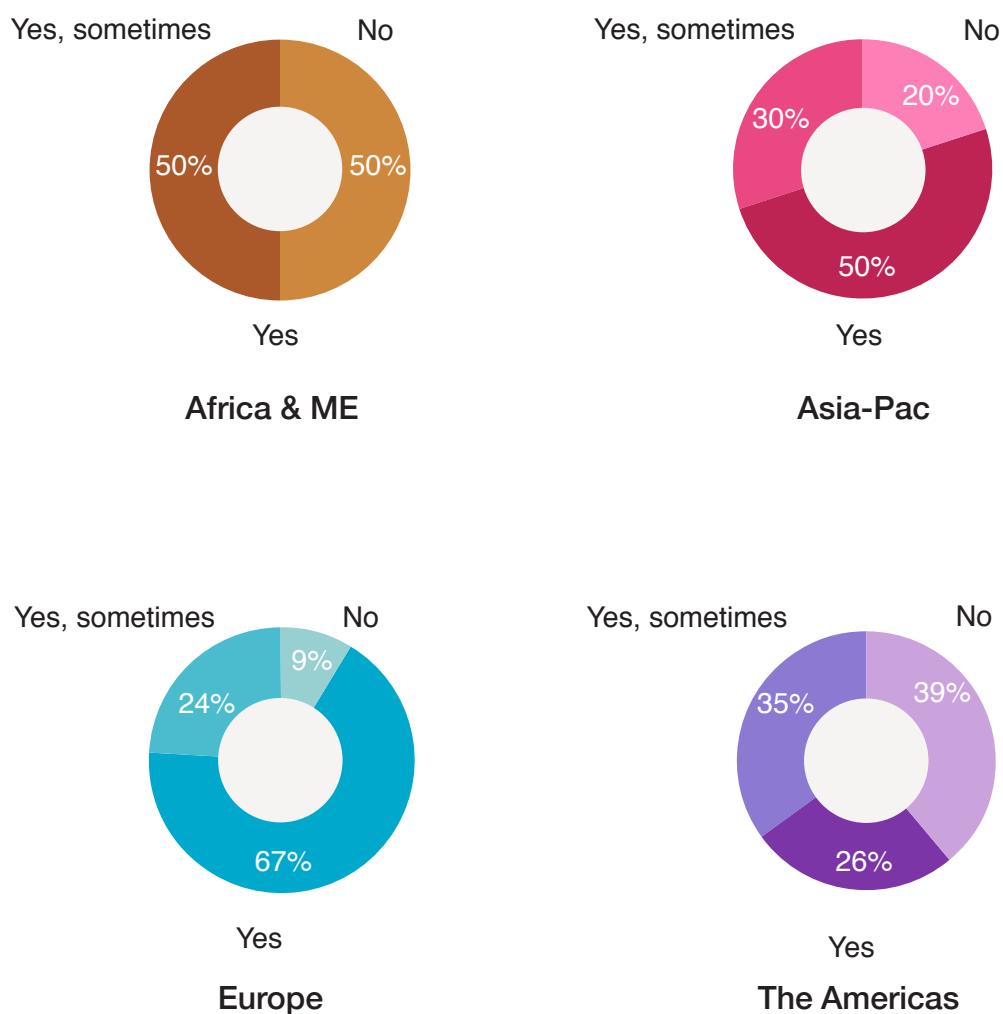 Yes, sometimes
No
50%
50%
Yes
Africa & ME
Yes, sometimes
No
20%
30%
50%
Yes
Asia-Pac
Yes, sometimes
No
9%
24%
67%
Yes
Europe
Yes, sometimes
No
39%
35%
26%
Yes
The Americas